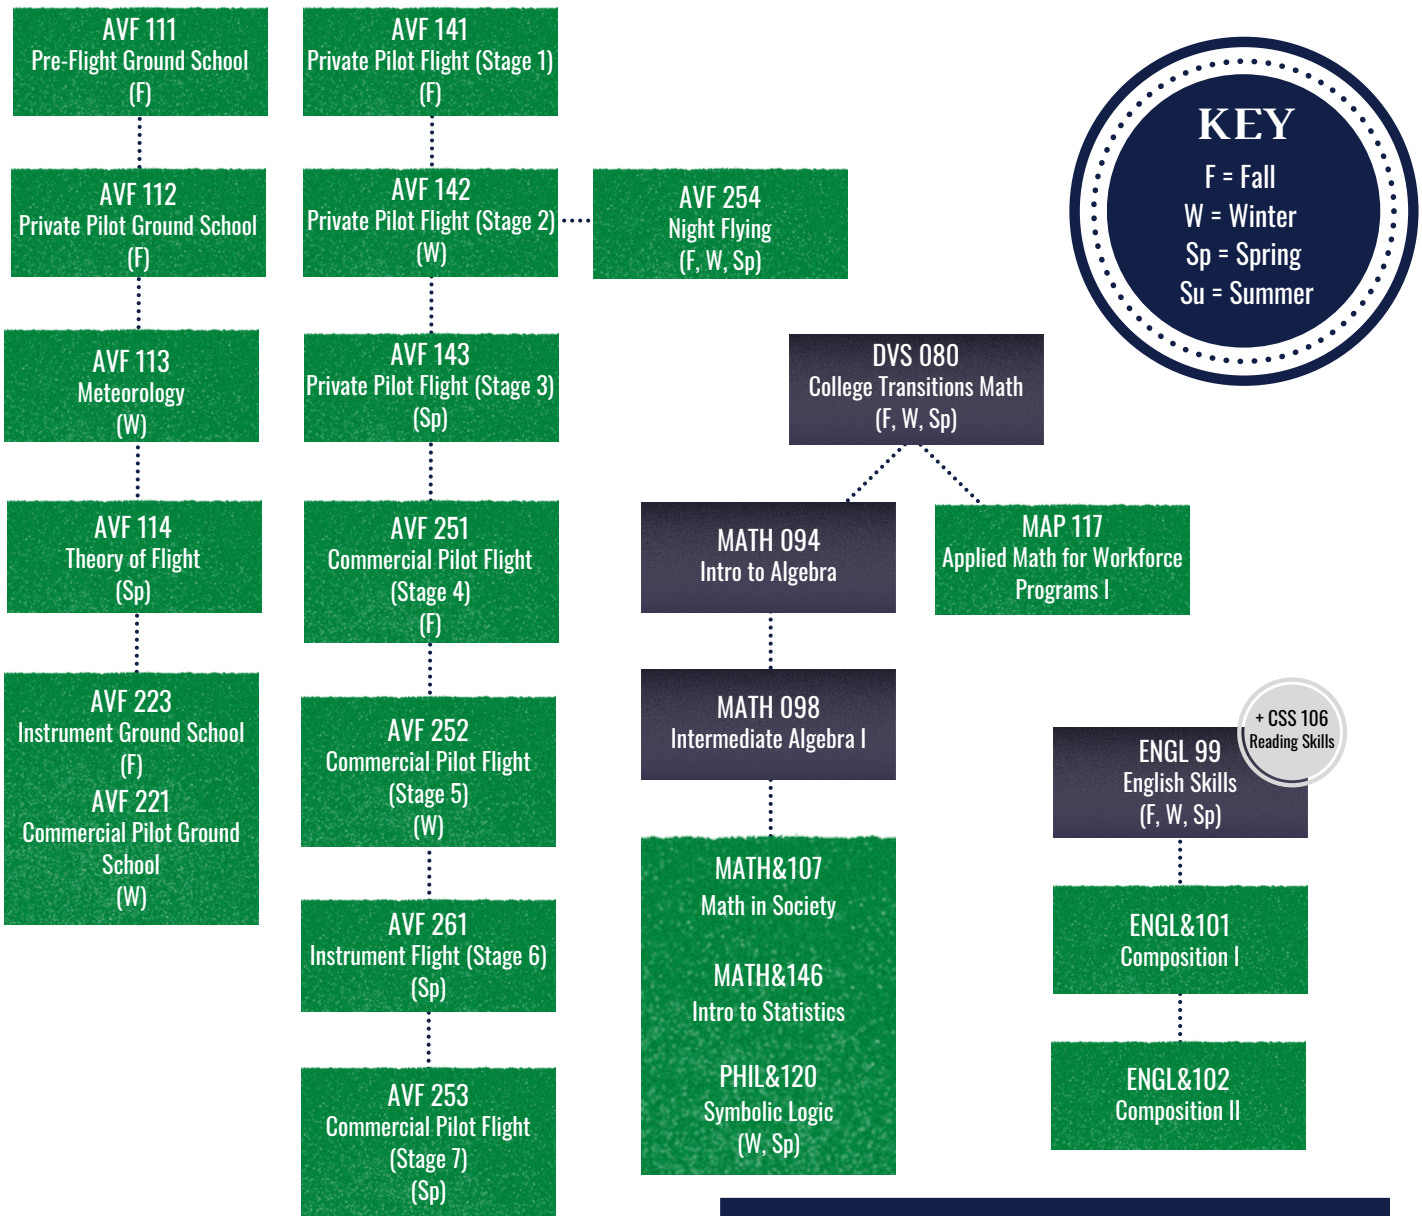 AVF 111
Pre-Flight Ground School
(F)
AVF 112
Private Pilot Ground School
(F)
AVF 113
Meteorology
(W)
AVF 114
Theory of Flight
(Sp)
AVF 223
Instrument Ground School
(F)
AVF 221
Commercial Pilot Ground
School
(W)
AVF 141
Private Pilot Flight (Stage 1)
(F)
AVF 142
Private Pilot Flight (Stage 2)
(W)
AVF 254
Night Flying
(F, W, Sp)
AVF 143
Private Pilot Flight (Stage 3)
(Sp)
AVF 251
Commercial Pilot Flight
(Stage 4)
(F)
AVF 252
Commercial Pilot Flight
(Stage 5)
(W)
AVF 261
Instrument Flight (Stage 6)
(Sp)
AVF 253
Commercial Pilot Flight
(Stage 7)
(Sp)
KEY
F = Fall
W = Winter
Sp = Spring
Su = Summer
DVS 080
College Transitions Math
(F, W, Sp)
MATH 094
Intro to Algebra
MAP 117
Applied Math for Workforce
Programs I
MATH 098
Intermediate Algebra I
MATH&107
Math in Society
MATH&146
Intro to Statistics
PHIL&120
Symbolic Logic
(W, Sp)
+ CSS 106
Reading Skills
ENGL 99
English Skills
(F, W, Sp)
ENGL&101
Composition I
ENGL&102
Composition II